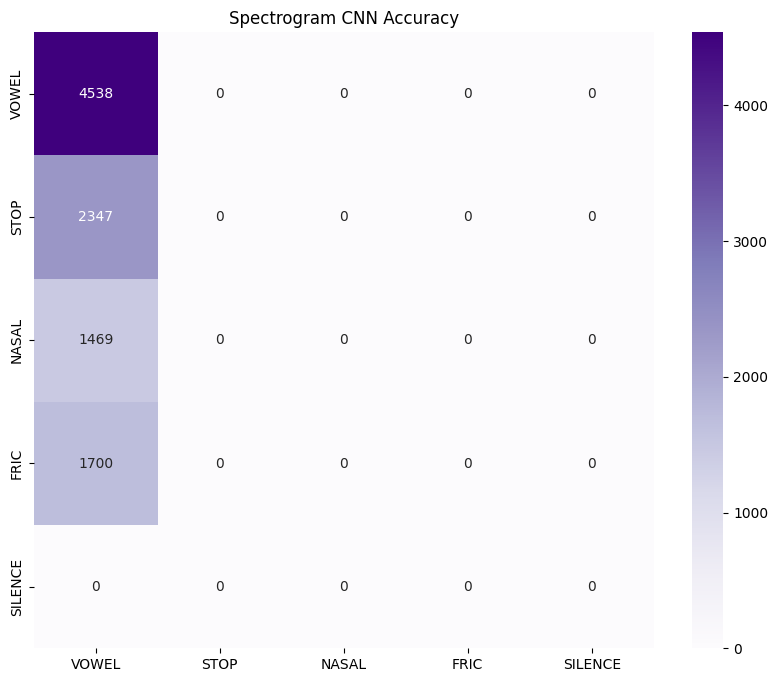 Spectrogram CNN Accuracy
VOWEL 4538 0 0 0 0
STOP 2347 0 0 0 0
NASAL 1469 0 0 0 0
FRIC 1700 0 0 0 0
SILENCE 0 0 0 0 0
VOWEL STOP NASAL FRIC SILENCE
4000
3000
2000
1000
0